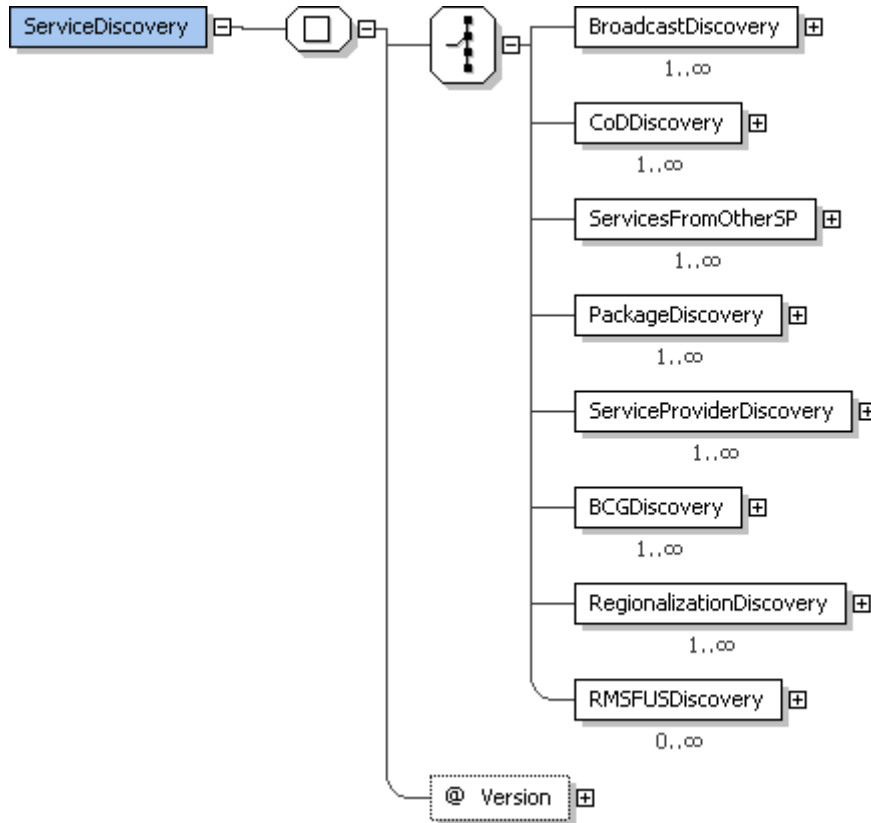 ServiceDiscovery
BroadcastDiscovery
1..∞
CoDDiscovery
1..∞
ServicesFromOtherSP
1..∞
PackageDiscovery
1..∞
ServiceProviderDiscovery
1..∞
BCGDiscovery
1..∞
RegionalizationDiscovery
1..∞
RMSFUSDiscovery
0..∞
@ Version